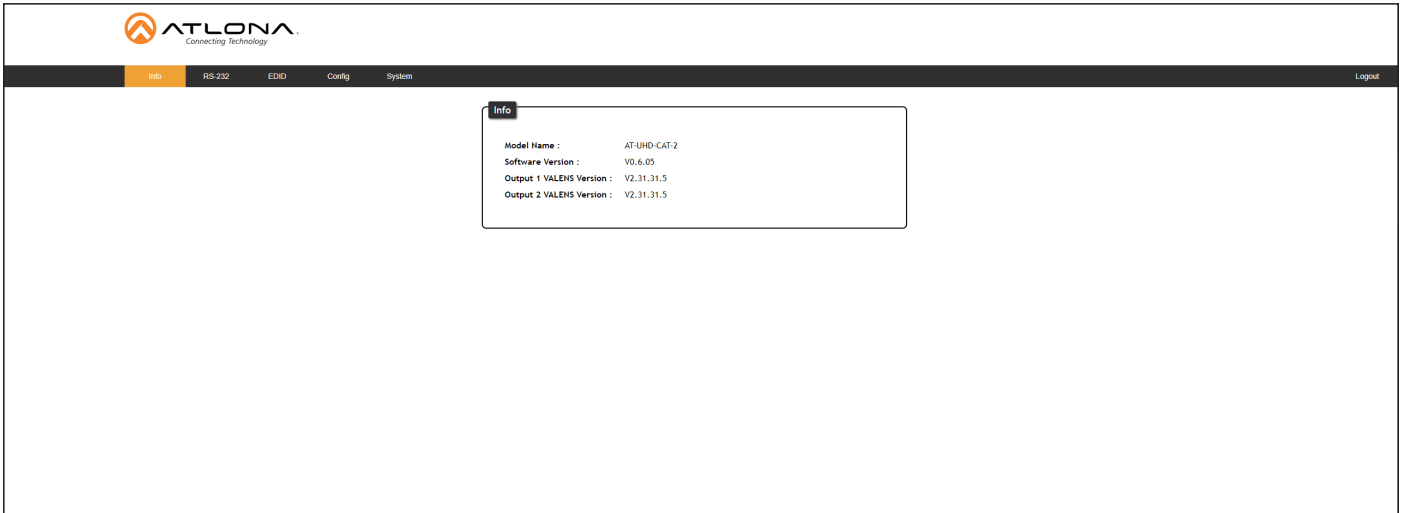 ATLONA.
Connecting Technology
Info RS-232 EDID Config System Logout
Info
Model Name : AT-UHD-CAT-2
Software Version : V0.6.05
Output 1 VALENS Version : V2.31.31.5
Output 2 VALENS Version : V2.31.31.5